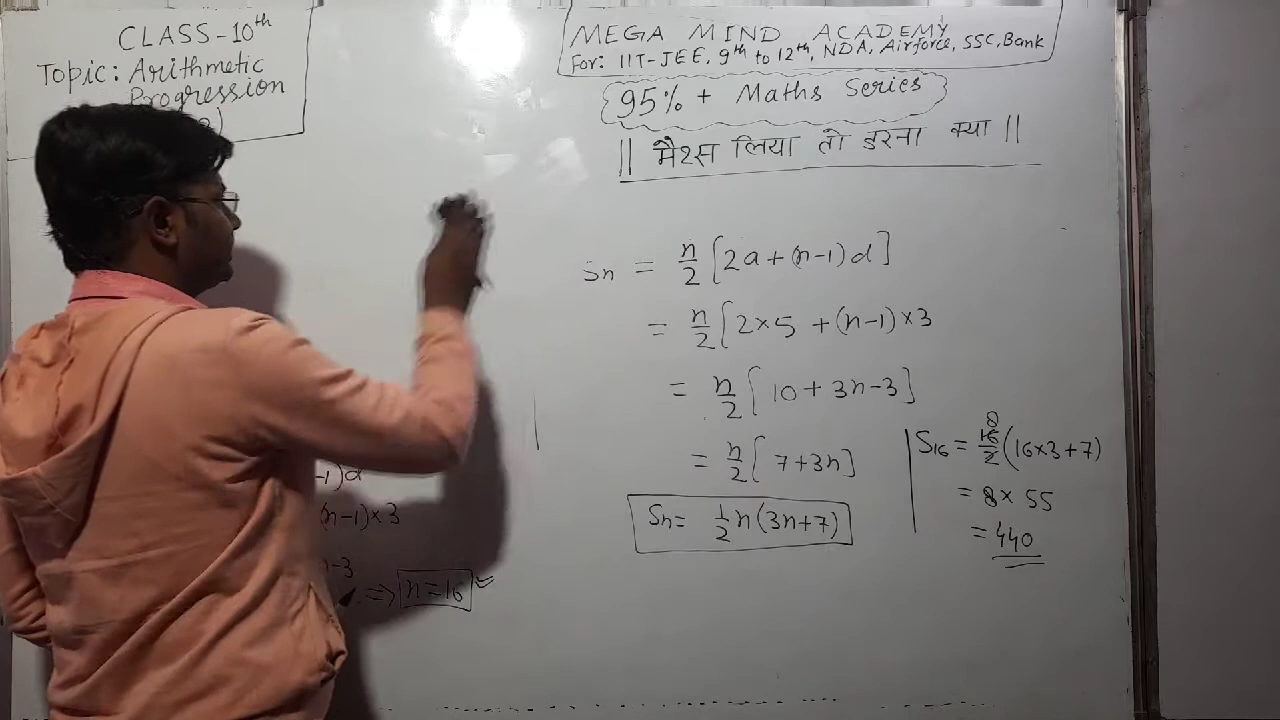 CLASS-10th
Topic: Arithmetic
Progression
MEGA MIND ACADEMY
For: IIT-JEE, 9th to 12th, NDA, Airforce, SSC, Bank
95% + Maths Series
|| मैथ्स लिया तो डरना क्या ||
Sn = n/2 [2a+(n-1)d]
= n/2 [2×5 +(n-1)×3
= n/2 [10+3n-3]
= n/2 [7+3n]
Sn= 1/2 n(3n+7)
S16 = 16/2 (16×3+7)
= 8×55
= 440
-1)d
(n-1)×3
n-3
=> n=16